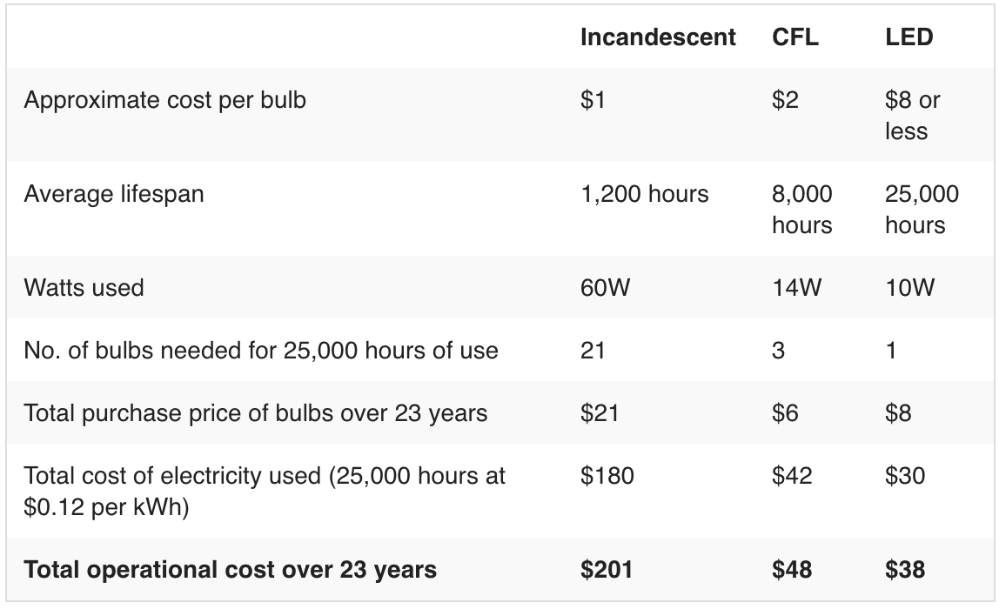 Incandescent CFL LED
Approximate cost per bulb $1 $2 $8 or
less
Average lifespan 1,200 hours 8,000 25,000
hours hours
Watts used 60W 14W 10W
No. of bulbs needed for 25,000 hours of use 21 3 1
Total purchase price of bulbs over 23 years $21 $6 $8
Total cost of electricity used (25,000 hours at $180 $42 $30
$0.12 per kWh)
Total operational cost over 23 years $201 $48 $38